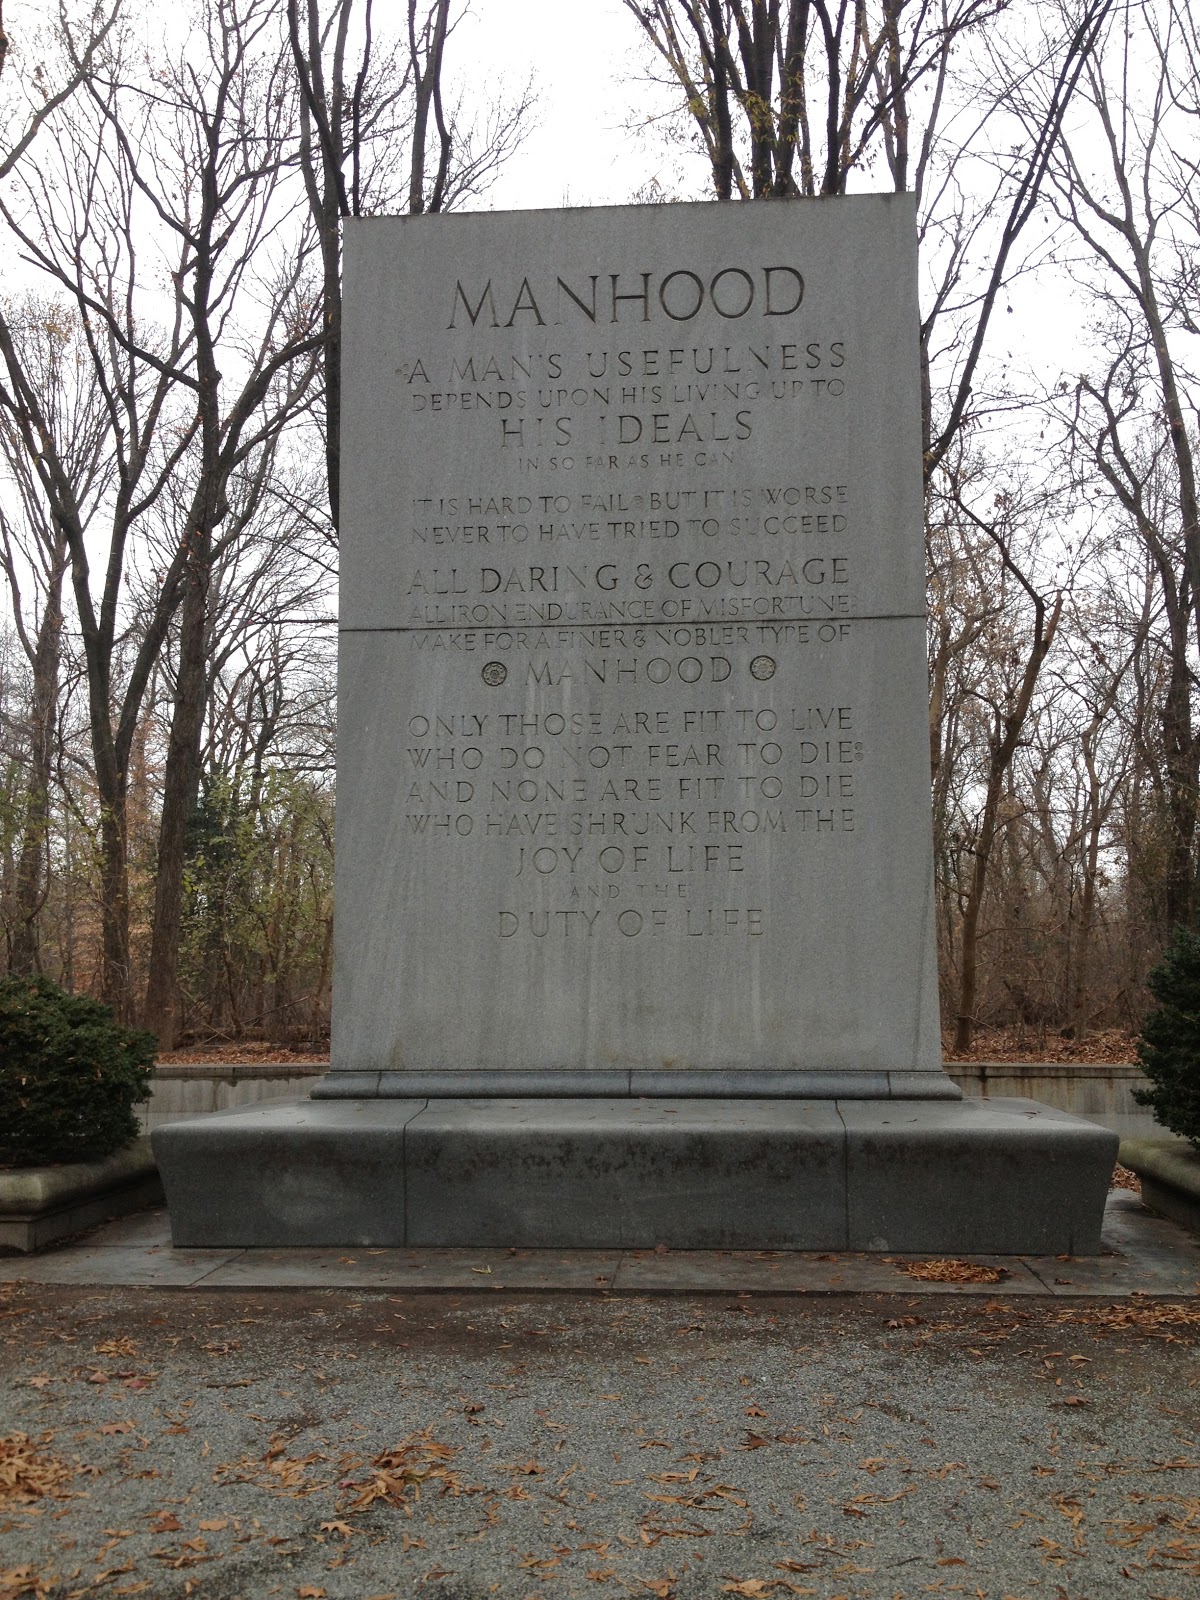 MANHOOD
A MAN'S USEFULNESS
DEPENDS UPON HIS LIVING UP TO
HIS IDEALS
IN SO FAR AS HE CAN
IT IS HARD TO FAIL BUT IT IS WORSE
NEVER TO HAVE TRIED TO SUCCEED
ALL DARING & COURAGE
ALL IRON ENDURANCE OF MISFORTUNE
MAKE FOR A FINER & NOBLER TYPE OF
MANHOOD
ONLY THOSE ARE FIT TO LIVE
WHO DO NOT FEAR TO DIE
AND NONE ARE FIT TO DIE
WHO HAVE SHRUNK FROM THE
JOY OF LIFE
AND THE
DUTY OF LIFE